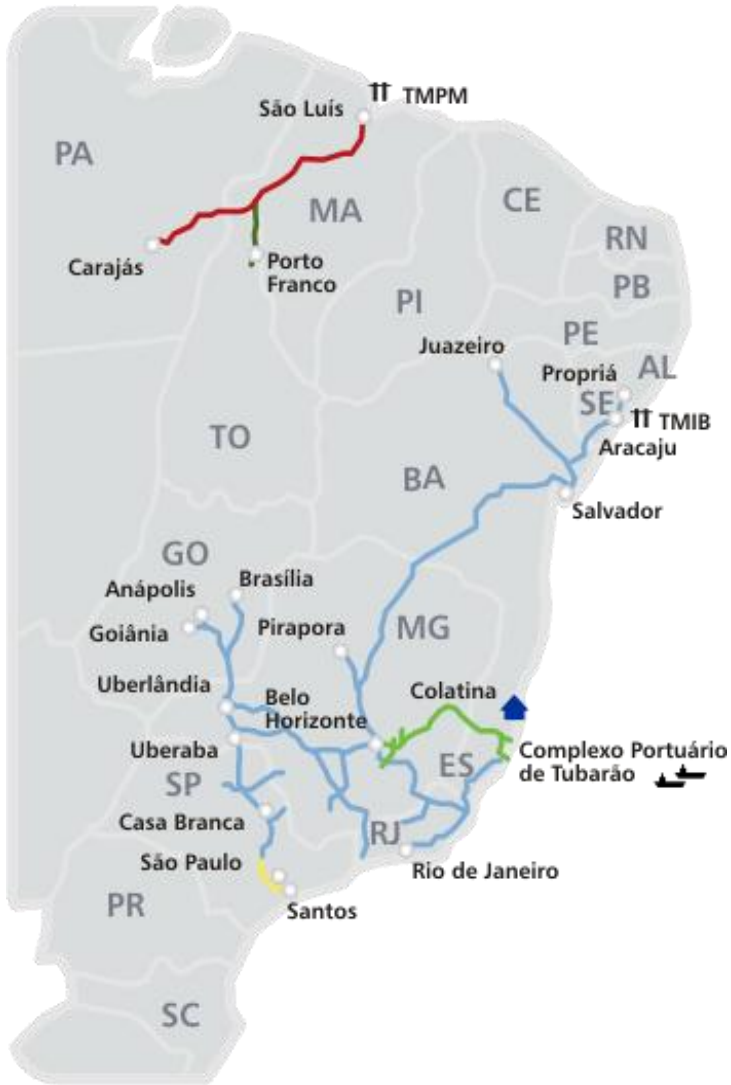 TMPM
São Luís
PA
MA
CE
RN
Carajás
Porto
Franco
PB
PI
PE
Juazeiro
Propriá
AL
SE
TMIB
TO
Aracaju
BA
Salvador
GO
Brasília
Anápolis
Goiânia
Pirapora
MG
Uberlândia
Belo
Horizonte
Colatina
Uberaba
ES
Complexo Portuário
de Tubarão
SP
Casa Branca
RJ
São Paulo
Rio de Janeiro
PR
Santos
SC